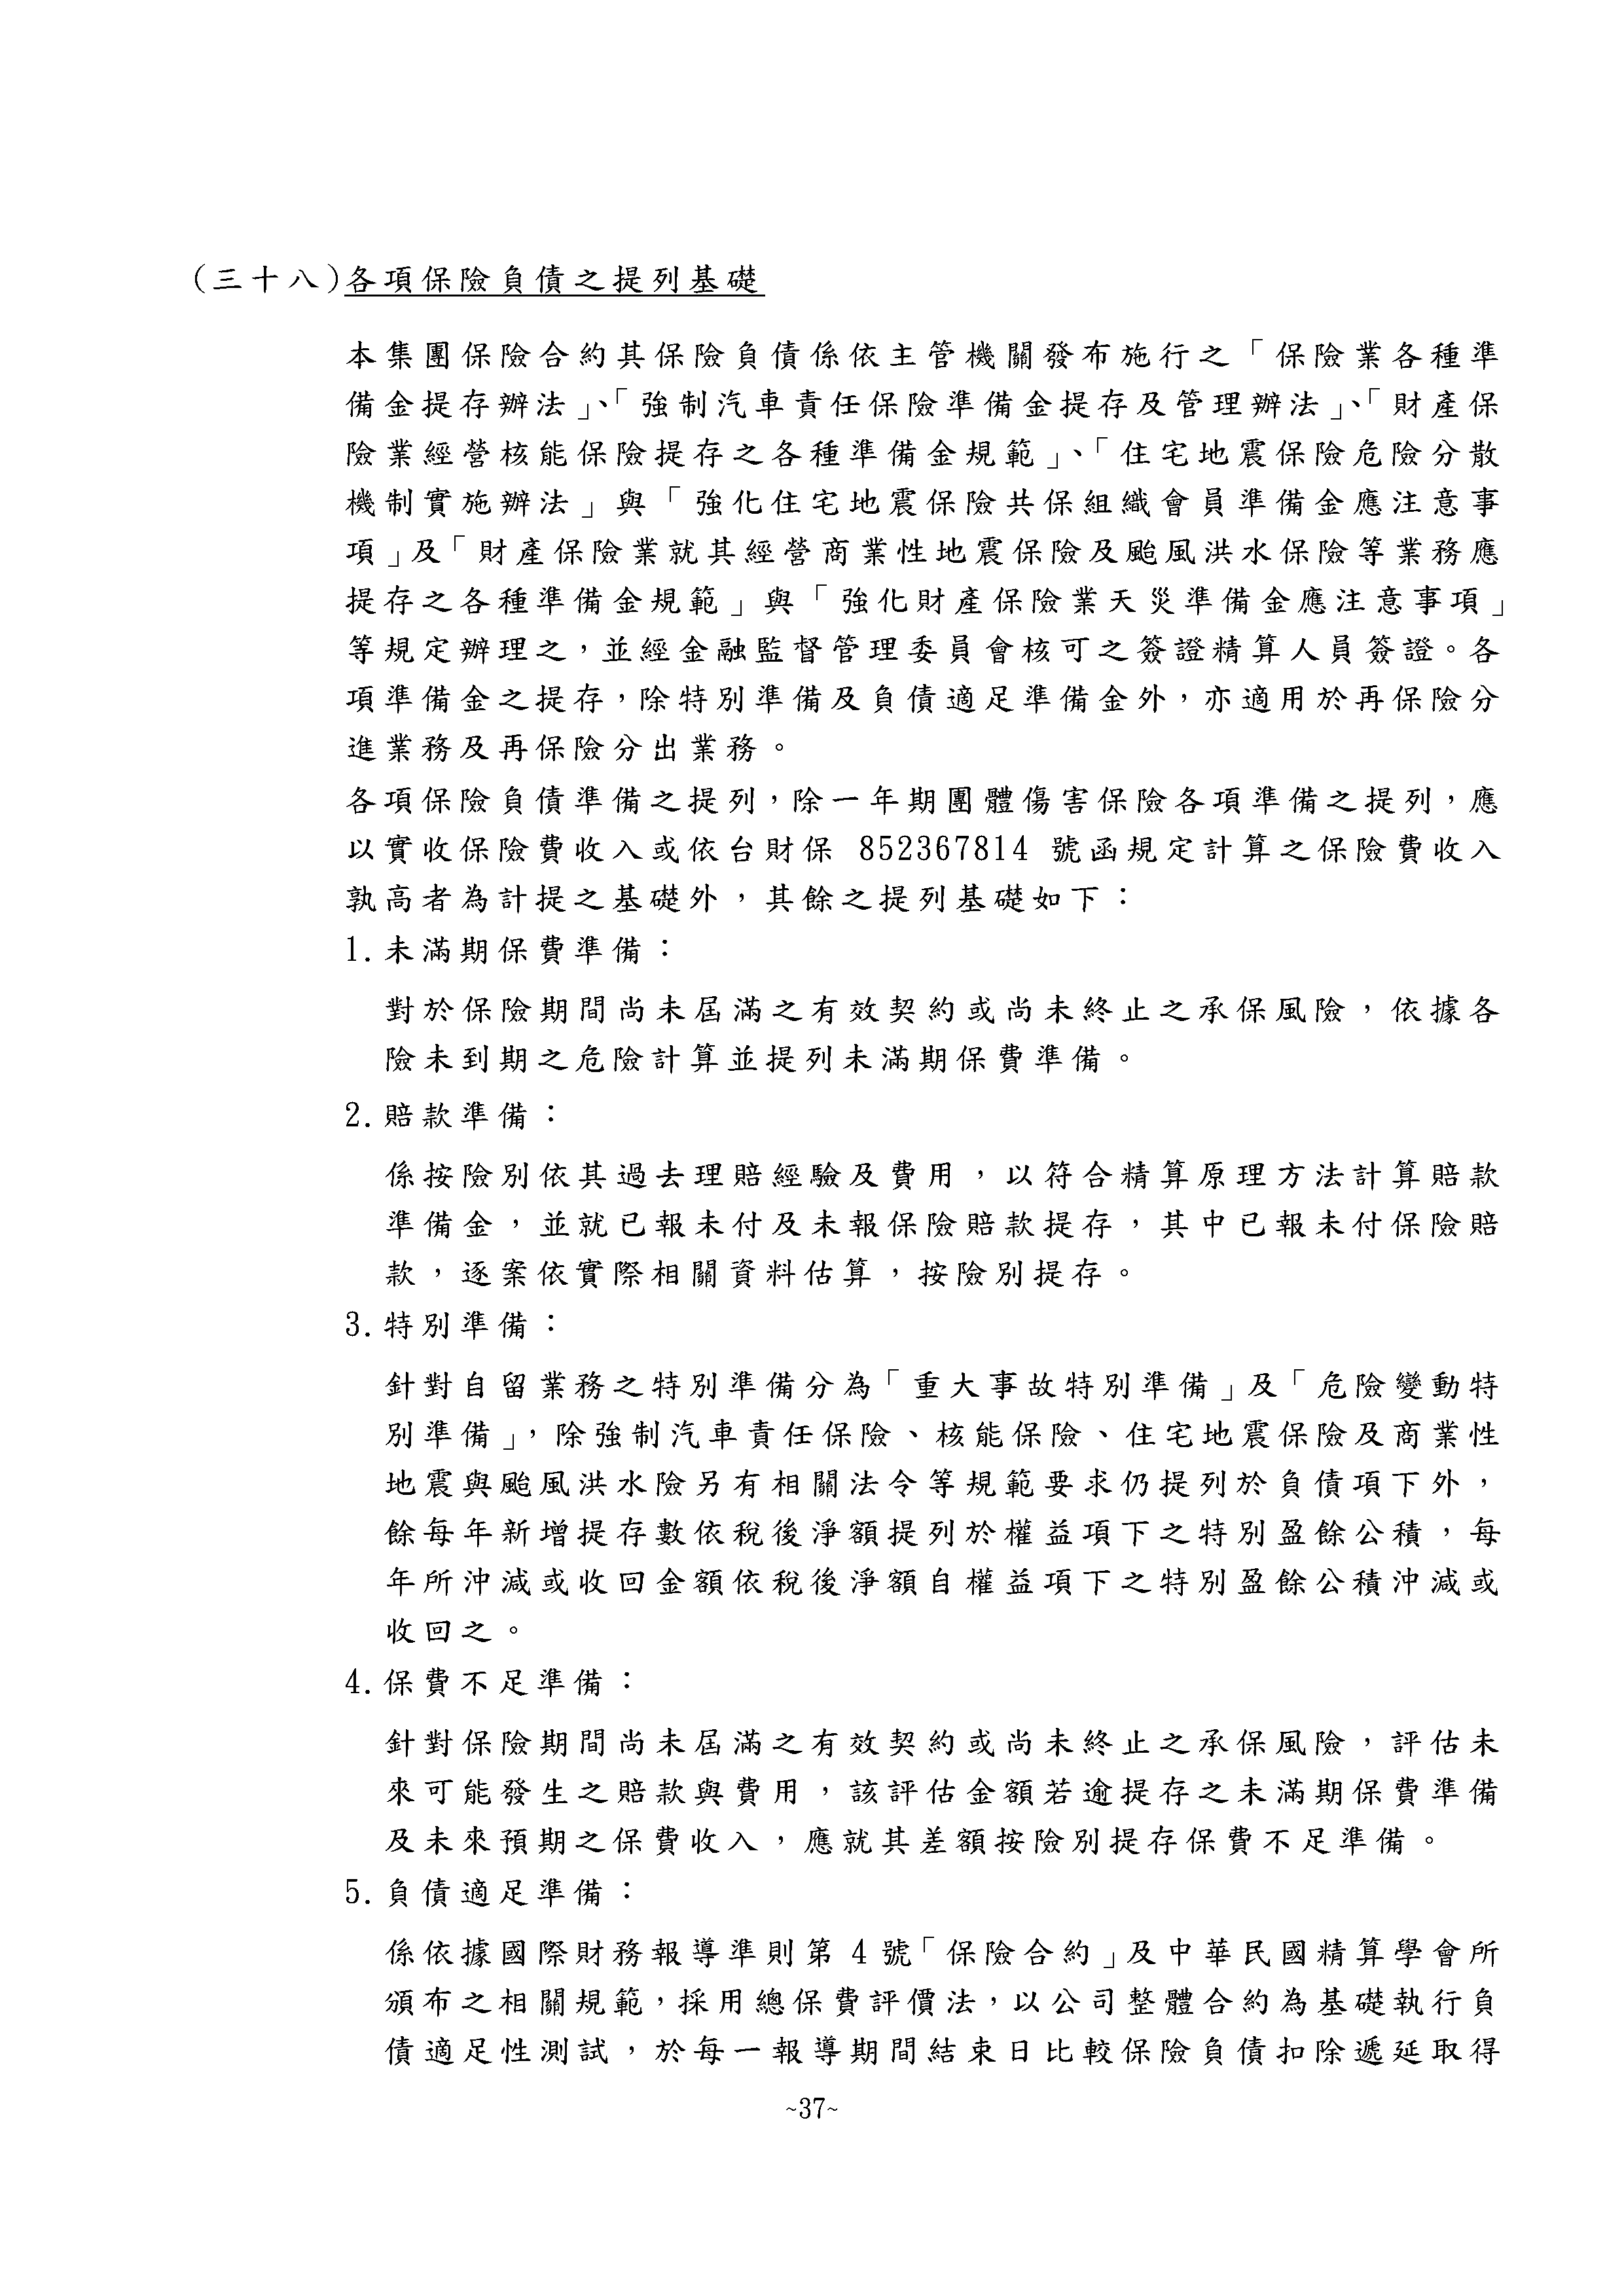 (三十八)各項保險負債之提列基礎
本集團保險合約其保險負債係依主管機關發布施行之「保險業各種準
備金提存辦法」、「強制汽車責任保險準備金提存及管理辦法」、「財產保
險業經營核能保險提存之各種準備金規範」、「住宅地震保險危險分散
機制實施辦法」與「強化住宅地震保險共保組織會員準備金應注意事
項」及「財產保險業就其經營商業性地震保險及颱風洪水保險等業務應
提存之各種準備金規範」與「強化財產保險業天災準備金應注意事項」
等規定辦理之，並經金融監督管理委員會核可之簽證精算人員簽證。各
項準備金之提存，除特別準備及負債適足準備金外，亦適用於再保險分
進業務及再保險分出業務。
各項保險負債準備之提列，除一年期團體傷害保險各項準備之提列，應
以實收保險費收入或依台財保 852367814 號函規定計算之保險費收入
孰高者為計提之基礎外，其餘之提列基礎如下：
1.未滿期保費準備：
對於保險期間尚未屆滿之有效契約或尚未終止之承保風險，依據各
險未到期之危險計算並提列未滿期保費準備。
2.賠款準備：
係按險別依其過去理賠經驗及費用，以符合精算原理方法計算賠款
準備金，並就已報未付及未報保險賠款提存，其中已報未付保險賠
款，逐案依實際相關資料估算，按險別提存。
3.特別準備：
針對自留業務之特別準備分為「重大事故特別準備」及「危險變動特
別準備」，除強制汽車責任保險、核能保險、住宅地震保險及商業性
地震與颱風洪水險另有相關法令等規範要求仍提列於負債項下外，
餘每年新增提存數依稅後淨額提列於權益項下之特別盈餘公積，每
年所沖減或收回金額依稅後淨額自權益項下之特別盈餘公積沖減或
收回之。
4.保費不足準備：
針對保險期間尚未屆滿之有效契約或尚未終止之承保風險，評估未
來可能發生之賠款與費用，該評估金額若逾提存之未滿期保費準備
及未來預期之保費收入，應就其差額按險別提存保費不足準備。
5.負債適足準備：
係依據國際財務報導準則第 4 號「保險合約」及中華民國精算學會所
頒布之相關規範，採用總保費評價法，以公司整體合約為基礎執行負
債適足性測試，於每一報導期間結束日比較保險負債扣除遞延取得
~37~